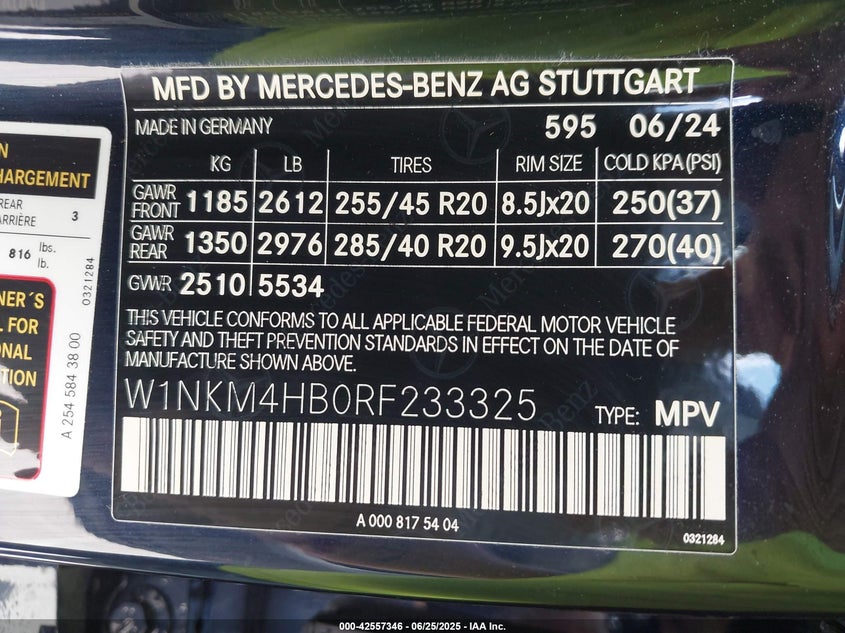 MFD BY MERCEDES-BENZ AG STUTTGART
MADE IN GERMANY 595 06/24
KG LB TIRES RIM SIZE COLD KPA(PSI)
GAWR FRONT 1185 2612 255/45 R20 8.5Jx20 250(37)
GAWR REAR 1350 2976 285/40 R20 9.5Jx20 270(40)
GVWR 2510 5534
THIS VEHICLE CONFORMS TO ALL APPLICABLE FEDERAL MOTOR VEHICLE
SAFETY AND THEFT PREVENTION STANDARDS IN EFFECT ON THE DATE OF
MANUFACTURE SHOWN ABOVE.
W1NKM4HB0RF233325 TYPE: MPV
A 000 817 54 04
0321284
HARGEMENT
REAR 3
816 lbs.
lb.
0321284
NER´S
FOR
ONAL
A 254 584 38 00
Mercedes-Benz
000-42557346 - 06/25/2025 - IAA Inc.